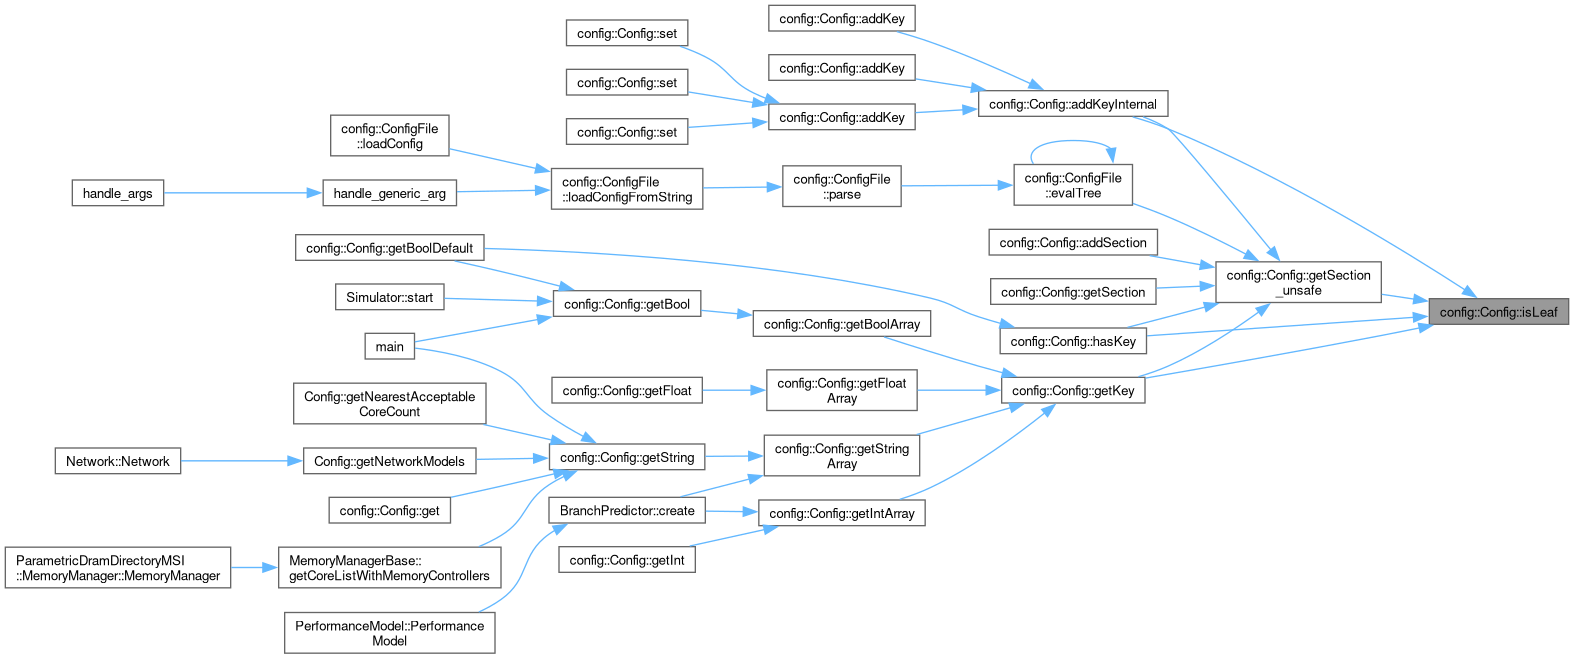 config::Config::addKey
config::Config::set
config::Config::addKey
config::Config::set
config::Config::addKeyInternal
config::Config::addKey
config::Config::set
config::ConfigFile
::loadConfig
handle_args
handle_generic_arg
config::ConfigFile
::loadConfigFromString
config::ConfigFile
::parse
config::ConfigFile
::evalTree
config::Config::addSection
config::Config::getBoolDefault
config::Config::getSection
_unsafe
config::Config::getSection
Simulator::start
config::Config::getBool
config::Config::isLeaf
config::Config::getBoolArray
config::Config::hasKey
main
config::Config::getFloat
config::Config::getFloat
Array
config::Config::getKey
Config::getNearestAcceptable
CoreCount
config::Config::getString
Array
Network::Network
Config::getNetworkModels
config::Config::getString
config::Config::get
BranchPredictor::create
config::Config::getIntArray
config::Config::getInt
ParametricDramDirectoryMSI
::MemoryManager::MemoryManager
MemoryManagerBase::
getCoreListWithMemoryControllers
PerformanceModel::Performance
Model